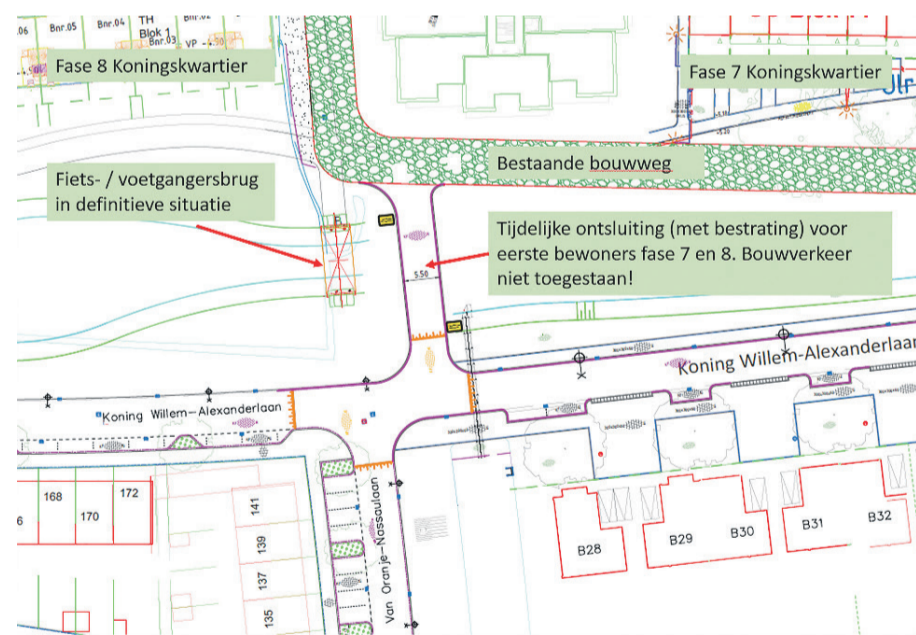 .06
Bnr.05
Bnr.04
TH
Blok 1
Bnr.03
VP
Fase 8 Koningskwartier
Fase 7 Koningskwartier
Bestaande bouwweg
Fiets- / voetgangersbrug
in definitieve situatie
Tijdelijke ontsluiting (met bestrating) voor
eerste bewoners fase 7 en 8. Bouwverkeer
niet toegestaan!
5.50
Koning Willem-Alexanderlaan
Koning Willem-Alexanderlaan
168
172
170
141
139
137
135
Van Oranje-Nassaulaan
B28
B29
B30
B31
B32